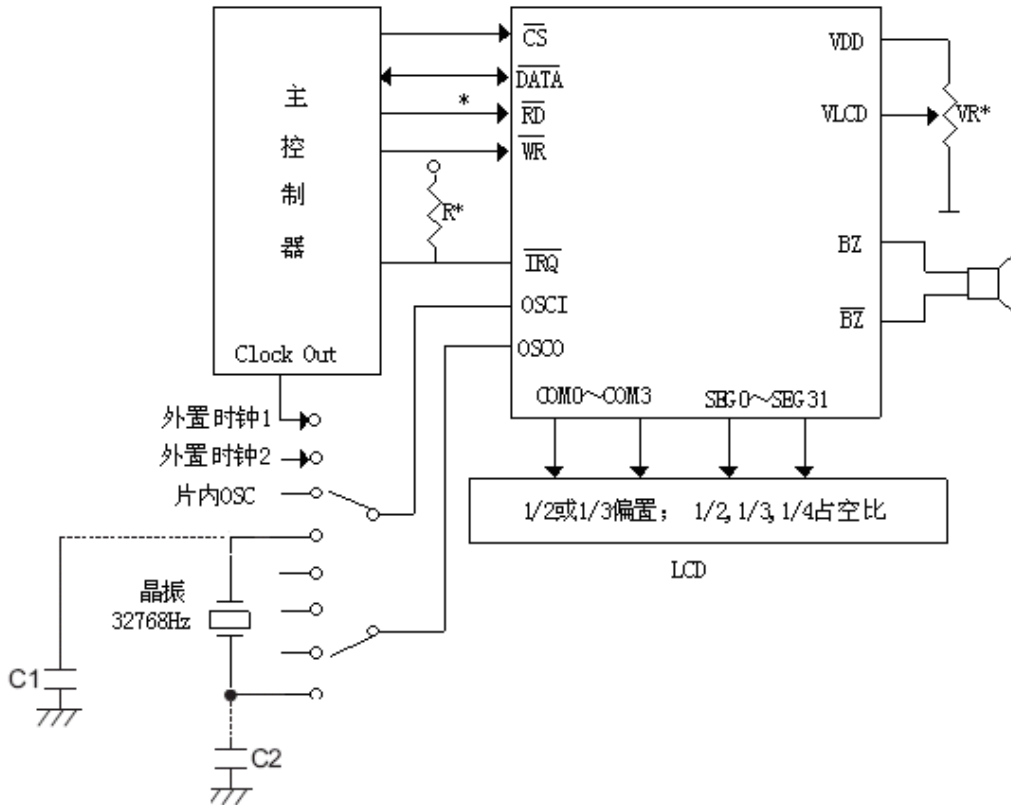 主控制器
Clock Out
*
R*
CS
DATA
RD
WR
IRQ
OSCI
OSCO
VDD
VLCD
VR*
BZ
BZ
COM0～COM3
SEG0～SEG31
外置时钟1
外置时钟2
片内OSC
晶振
32768Hz
C1
C2
1/2或1/3偏置； 1/2,1/3,1/4占空比
LCD